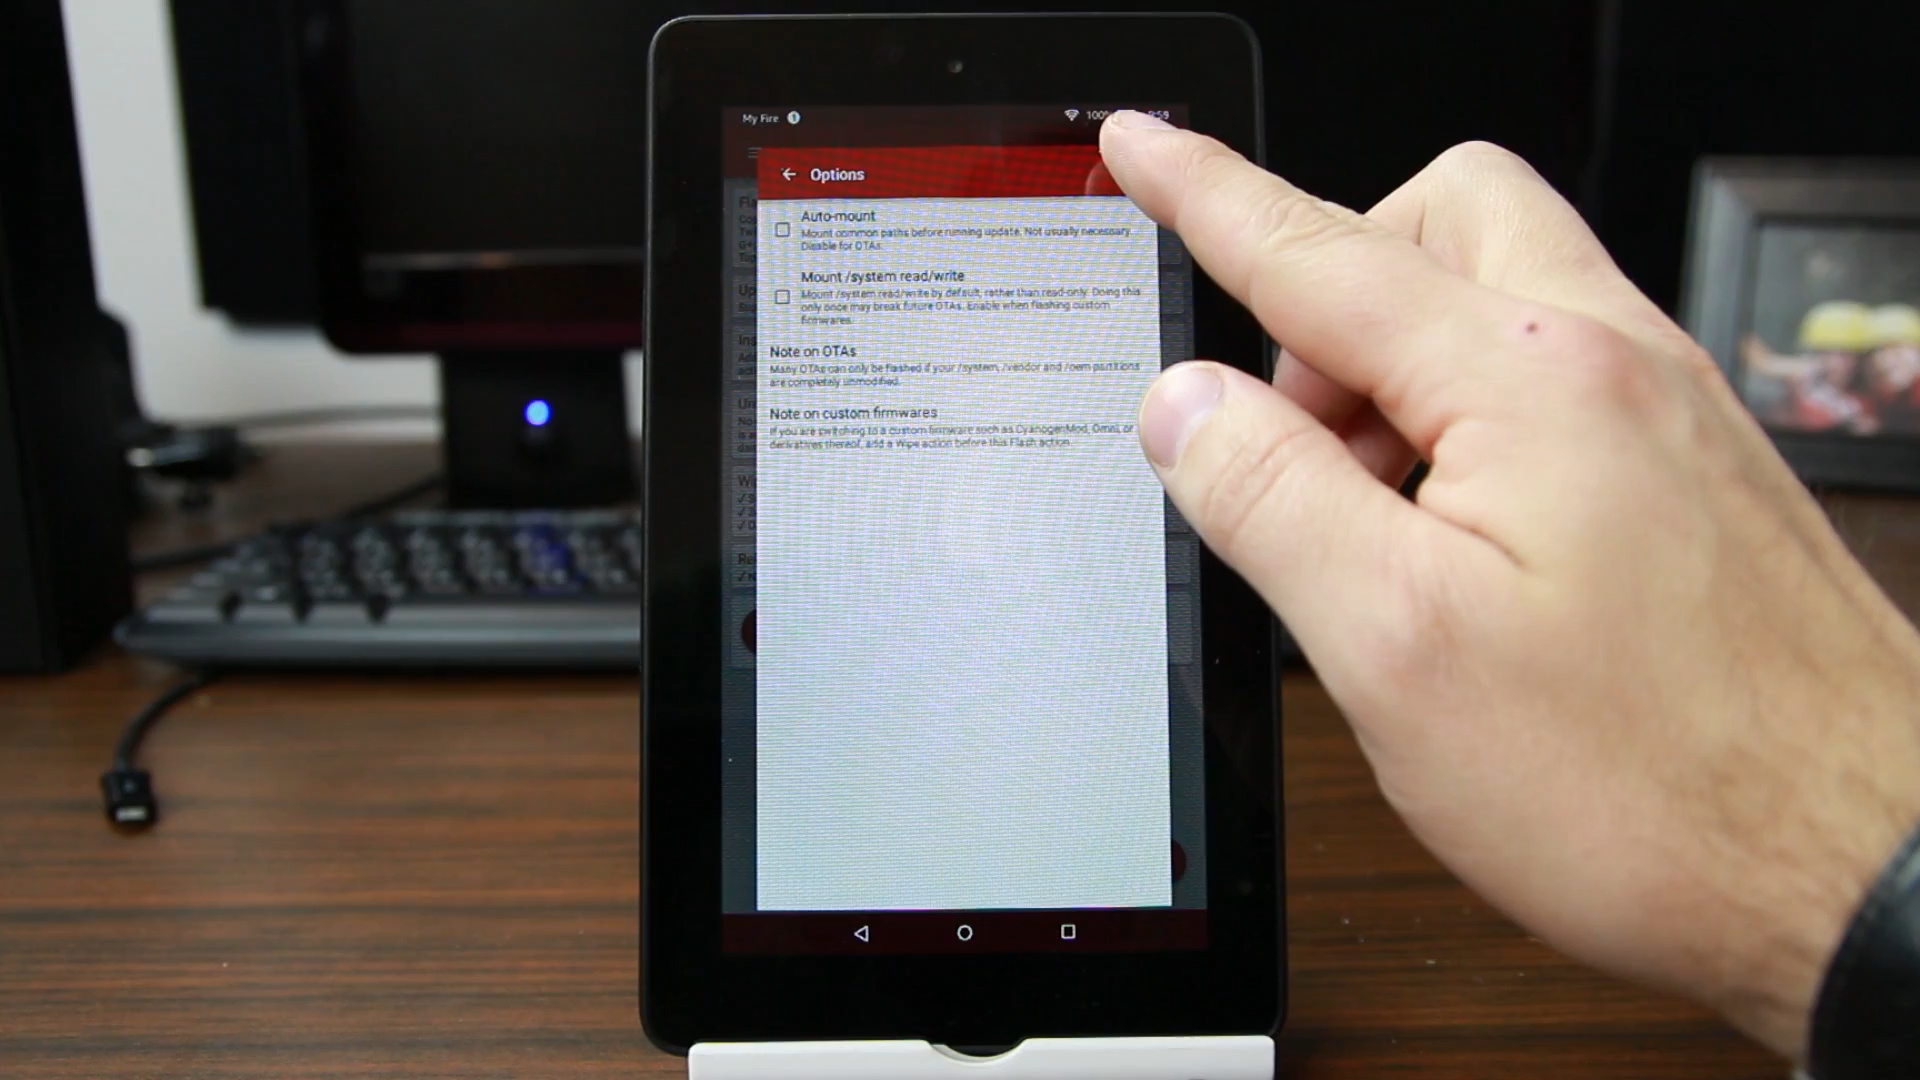 My Fire 1 100%
Options
Auto-mount
Mount common paths before running update. Not usually necessary.
Disable for OTAs.
Mount /system read/write
Mount /system read/write by default, rather than read-only. Doing this
only once may break future OTAs. Enable when flashing custom
firmwares.
Note on OTAs
Many OTAs can only be flashed if your /system, /vendor and /oem partitions
are completely unmodified.
Note on custom firmwares
If you are switching to a custom firmware such as CyanogenMod, Omni, or
derivatives thereof, add a Wipe action before this Flash action.